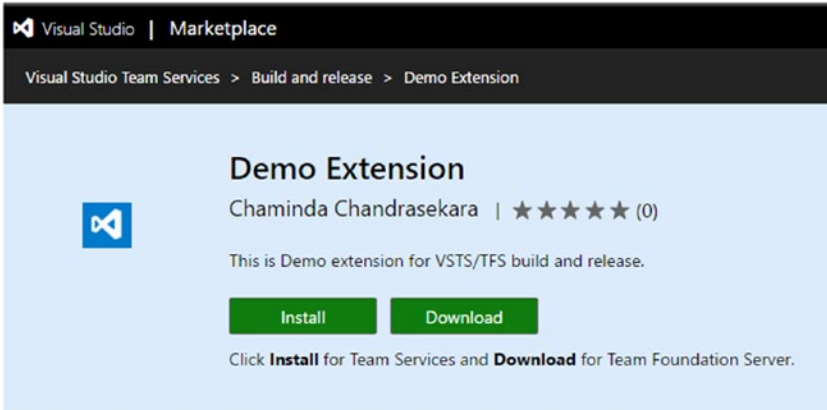 Visual Studio | Marketplace
Visual Studio Team Services > Build and release > Demo Extension
Demo Extension
Chaminda Chandrasekara | ★★★★★ (0)
This is Demo extension for VSTS/TFS build and release.
Install Download
Click Install for Team Services and Download for Team Foundation Server.